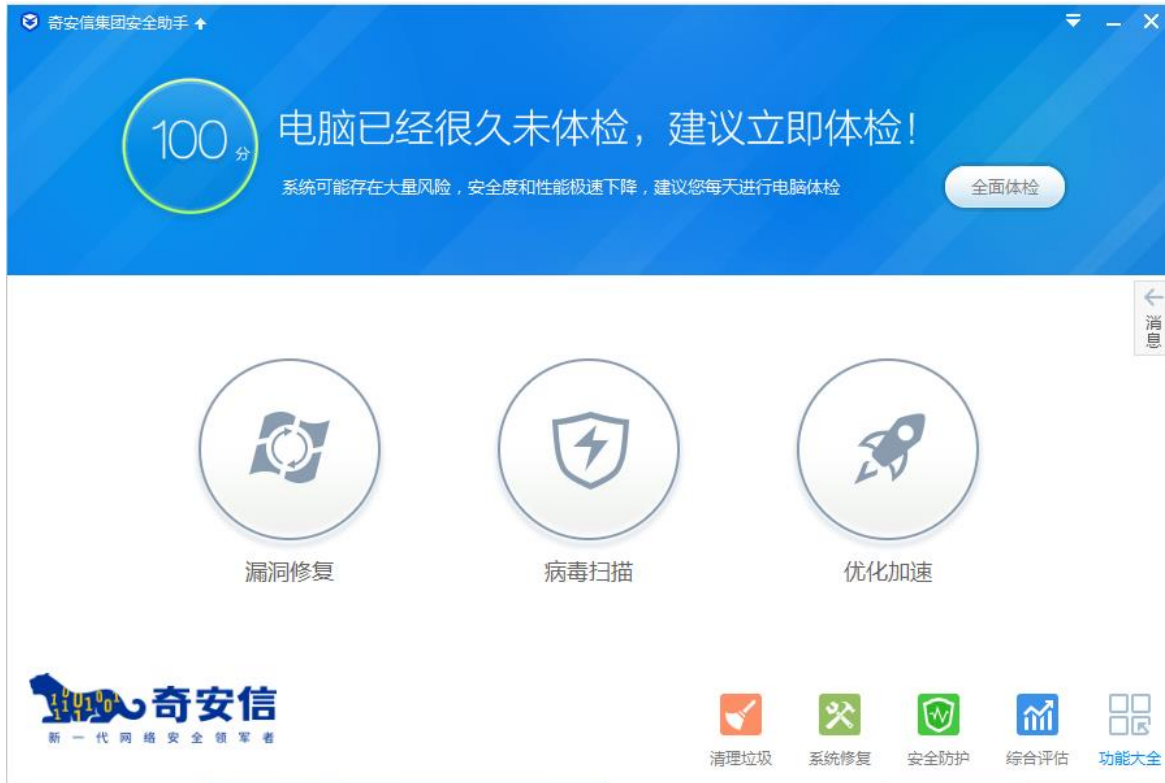 奇安信集团安全助手
100分
电脑已经很久未体检，建议立即体检！
系统可能存在大量风险，安全度和性能极速下降，建议您每天进行电脑体检
全面体检
消息
漏洞修复
病毒扫描
优化加速
奇安信
新一代网络安全领军者
清理垃圾
系统修复
安全防护
综合评估
功能大全